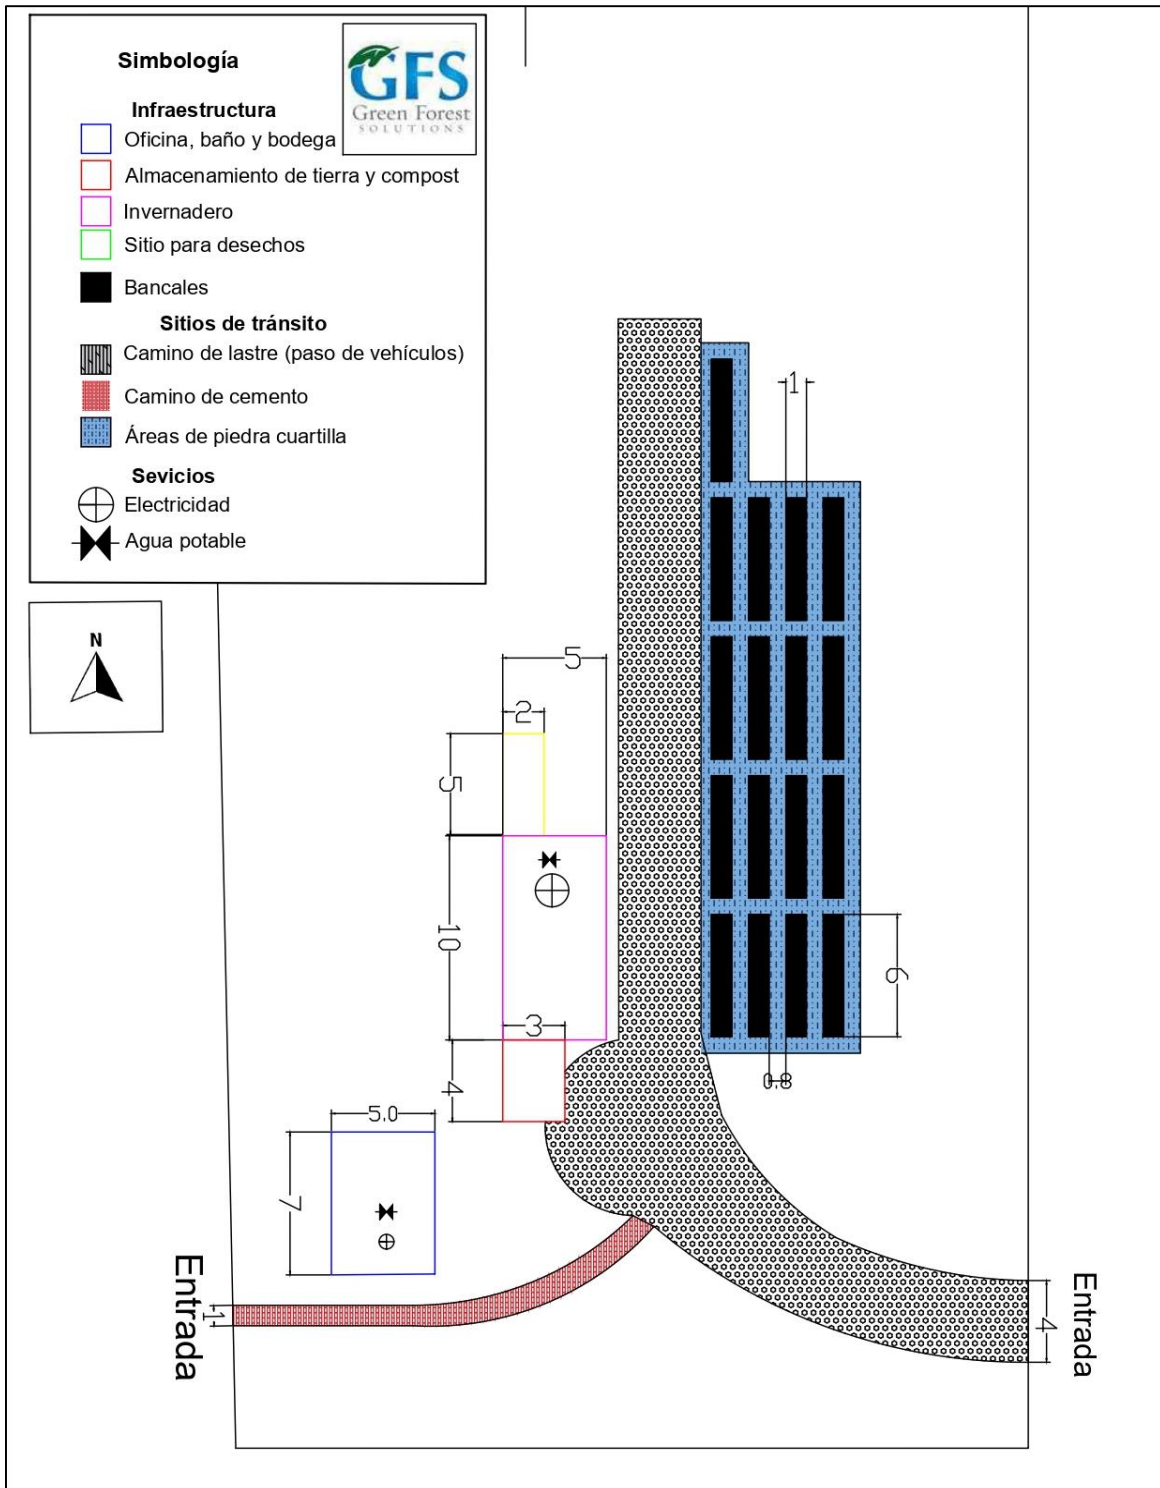 Simbología
GFS
Green Forest
SOLUTIONS
Infraestructura
Oficina, baño y bodega
Almacenamiento de tierra y compost
Invernadero
Sitio para desechos
Bancales
Sitios de tránsito
Camino de lastre (paso de vehículos)
Camino de cemento
Áreas de piedra cuartilla
Sevicios
Electricidad
Agua potable
N
1
5
2
5
10
3
4
6
0.8
5.0
7
Entrada
1
4
Entrada